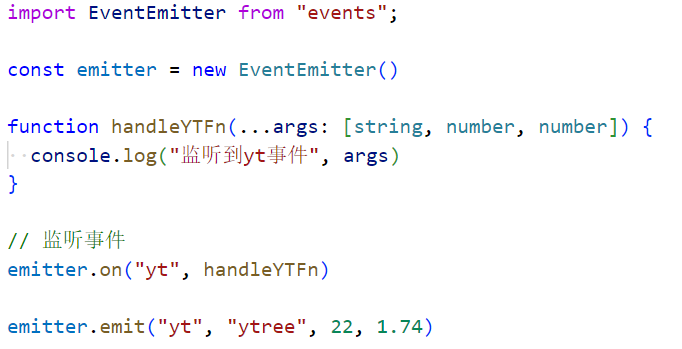 import EventEmitter from "events";
const emitter = new EventEmitter()
function handleYTFn(...args: [string, number, number]) {
  console.log("监听到yt事件", args)
}
// 监听事件
emitter.on("yt", handleYTFn)
emitter.emit("yt", "ytree", 22, 1.74)